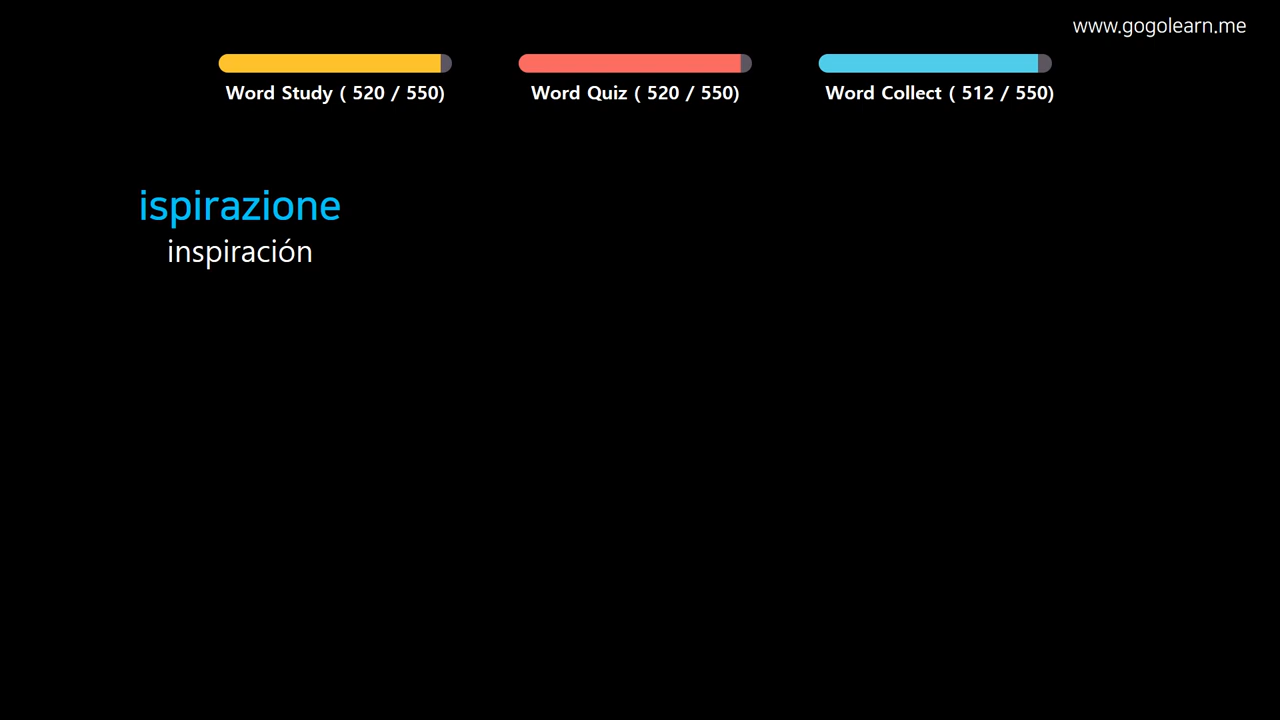 www.gogolearn.me
Word Study ( 520 / 550)
Word Quiz ( 520 / 550)
Word Collect ( 512 / 550)
ispirazione
inspiración